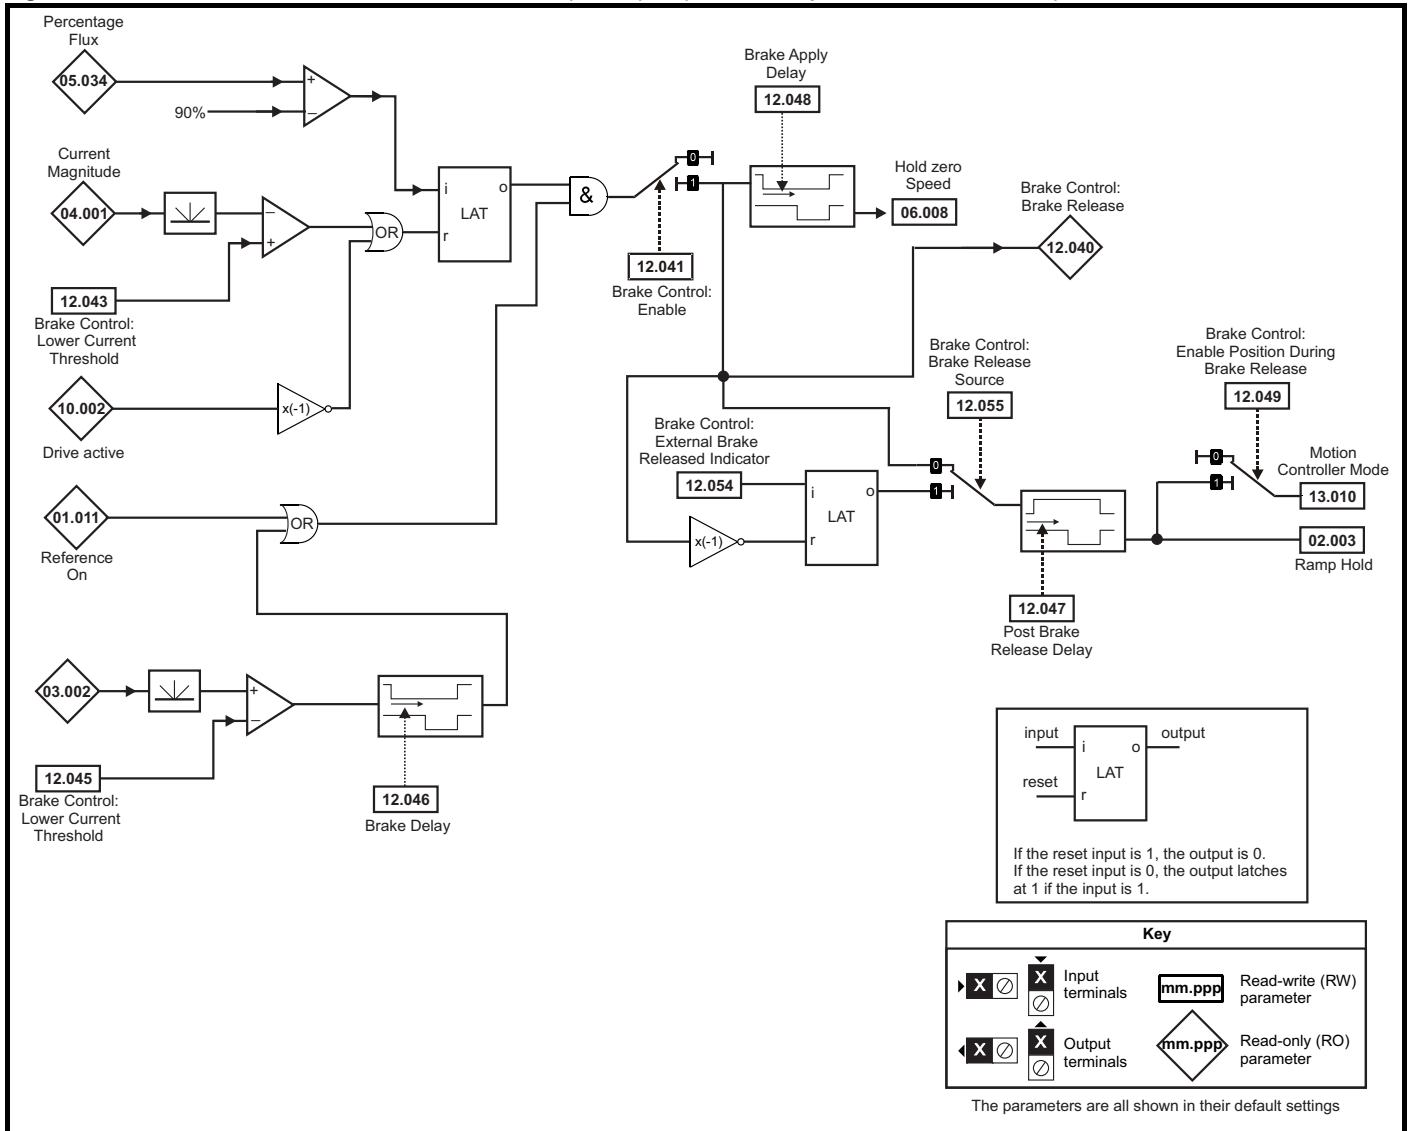 Percentage
Flux
05.034
+
90%
−
Current
Magnitude
04.001
−
+
OR
12.043
Brake Control:
Lower Current
Threshold
i
o
LAT
r
10.002
Drive active
x(-1)
01.011
Reference
On
OR
03.002
+
−
12.045
Brake Control:
Lower Current
Threshold
12.046
Brake Delay
&
0
1
12.041
Brake Control:
Enable
Brake Apply
Delay
12.048
Hold zero
Speed
06.008
Brake Control:
Brake Release
12.040
Brake Control:
External Brake
Released Indicator
12.054
x(-1)
i
o
LAT
r
Brake Control:
Brake Release
Source
12.055
0
1
12.047
Post Brake
Release Delay
Brake Control:
Enable Position During
Brake Release
12.049
0
1
Motion
Controller Mode
13.010
02.003
Ramp Hold
input
i
o
output
LAT
reset
r
If the reset input is 1, the output is 0.
If the reset input is 0, the output latches
at 1 if the input is 1.
Key
X
X
Input
terminals
mm.ppp
Read-write (RW)
parameter
X
X
Output
terminals
mm.ppp
Read-only (RO)
parameter
The parameters are all shown in their default settings